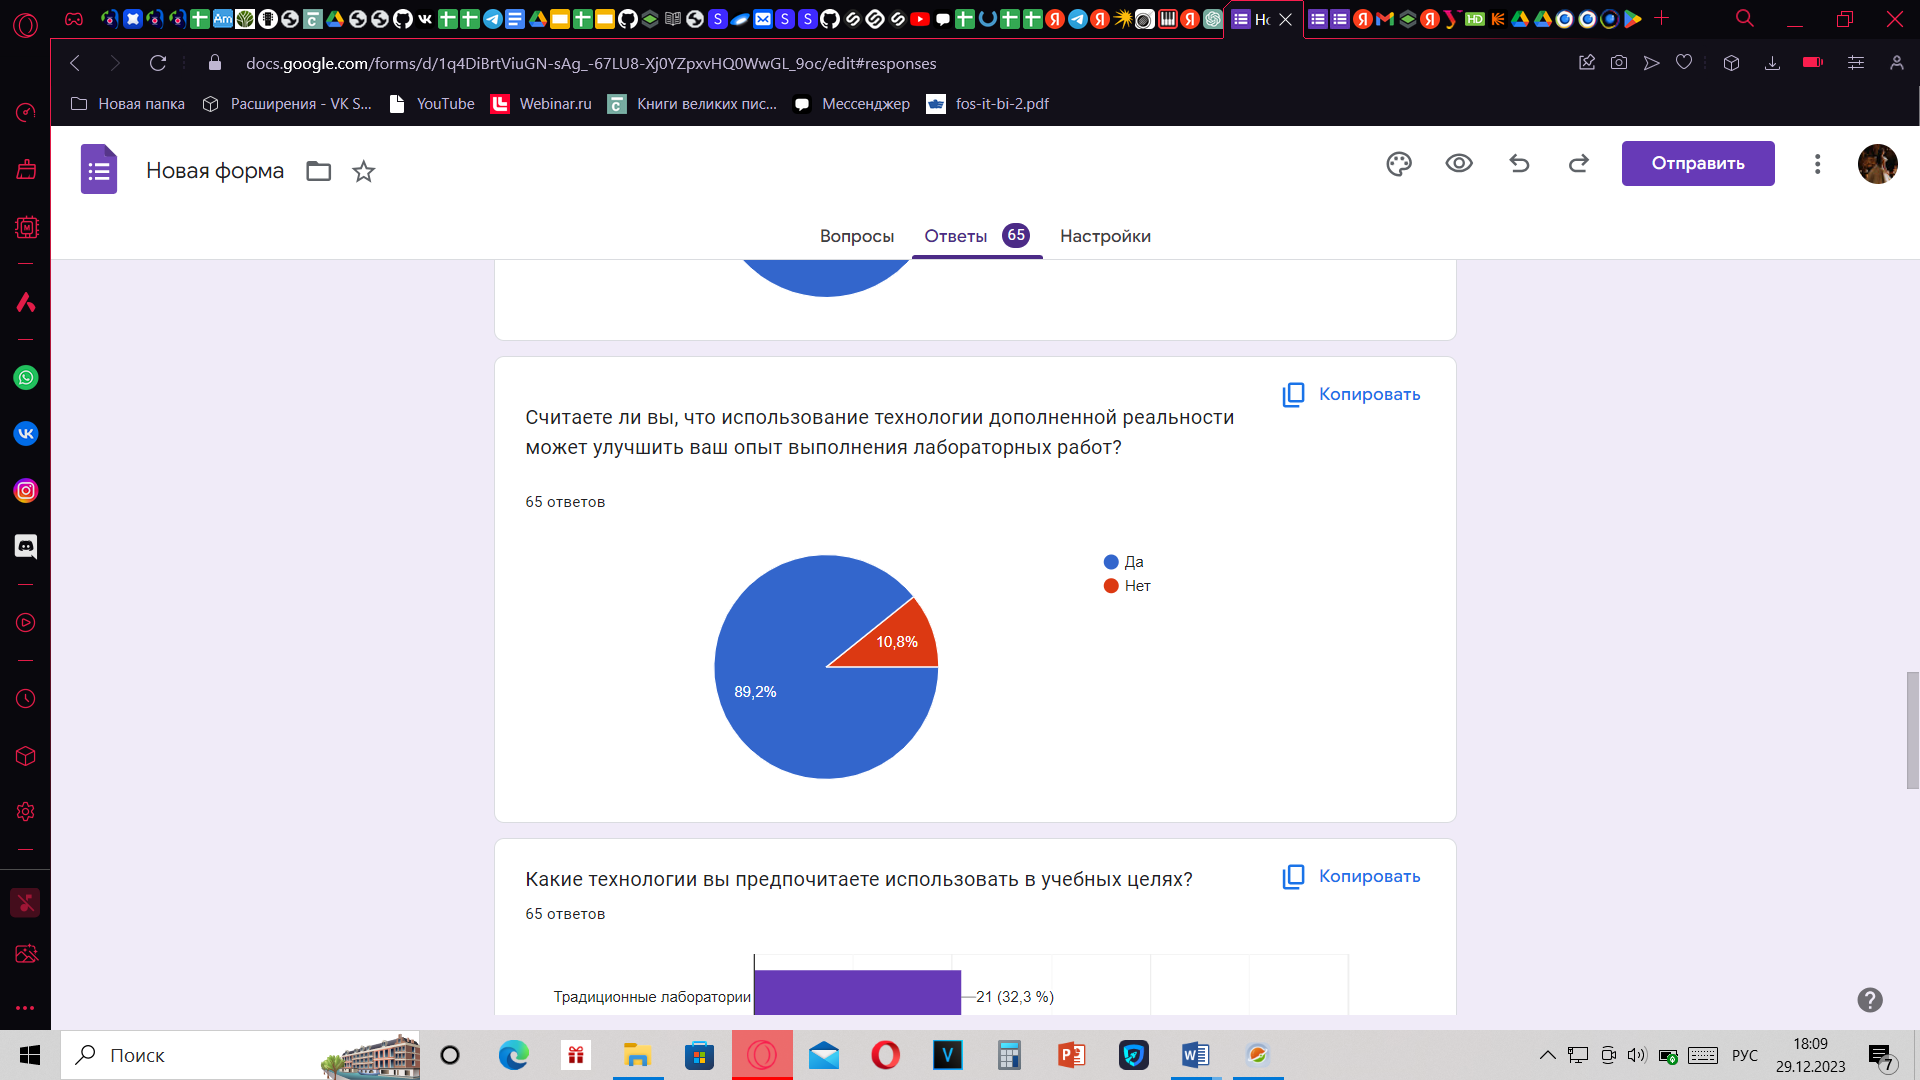 Но
docs.google.com/forms/d/1q4DiBrtViuGN-sAg_-67LU8-Xj0YZpxvHQ0WwGL_9oc/edit#responses
Новая папка
Расширения - VK S...
YouTube
Webinar.ru
Книги великих пис...
Мессенджер
fos-it-bi-2.pdf
Новая форма
Отправить
Вопросы
Ответы
65
Настройки
Копировать
Считаете ли вы, что использование технологии дополненной реальности
может улучшить ваш опыт выполнения лабораторных работ?
65 ответов
Да
Нет
10,8%
89,2%
Какие технологии вы предпочитаете использовать в учебных целях?
Копировать
65 ответов
Традиционные лаборатории
21 (32,3 %)
Поиск
РУС
18:09
29.12.2023
7